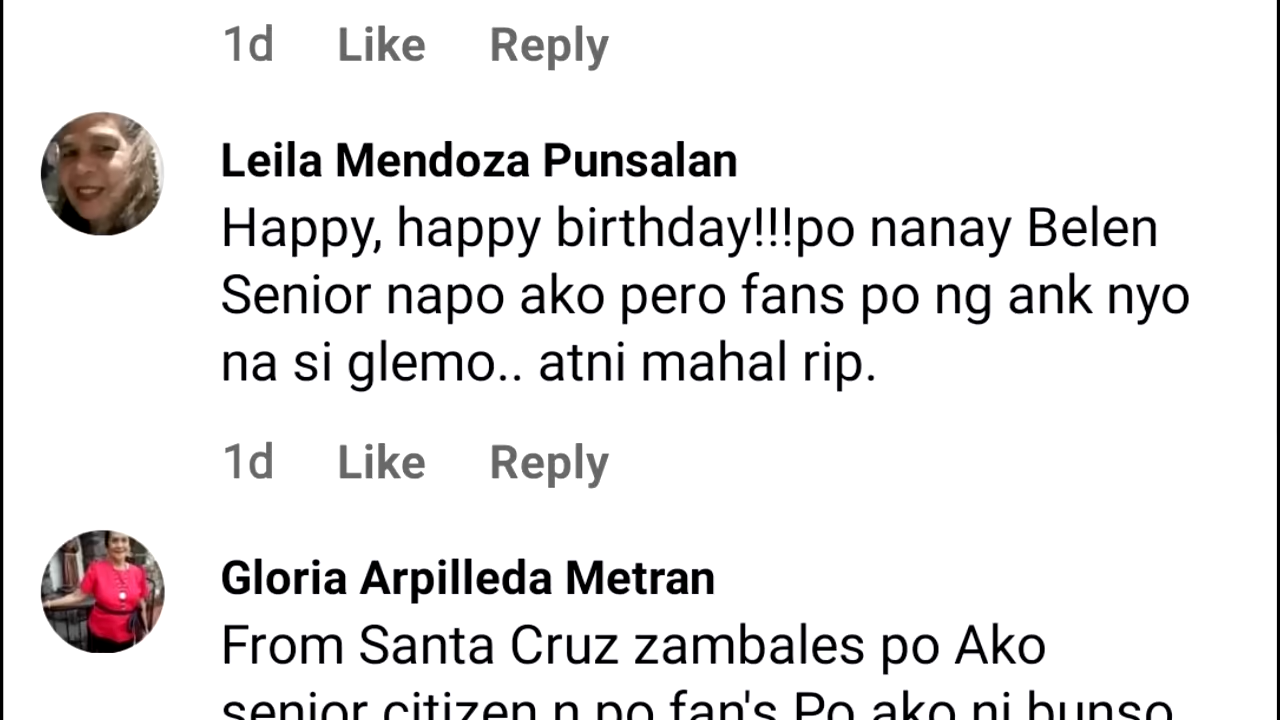 1d Like Reply
Leila Mendoza Punsalan
Happy, happy birthday!!!po nanay Belen
Senior napo ako pero fans po ng ank nyo
na si glemo.. atni mahal rip.
1d Like Reply
Gloria Arpilleda Metran
From Santa Cruz zambales po Ako
senior citizen n po fan's Po ako ni bunso